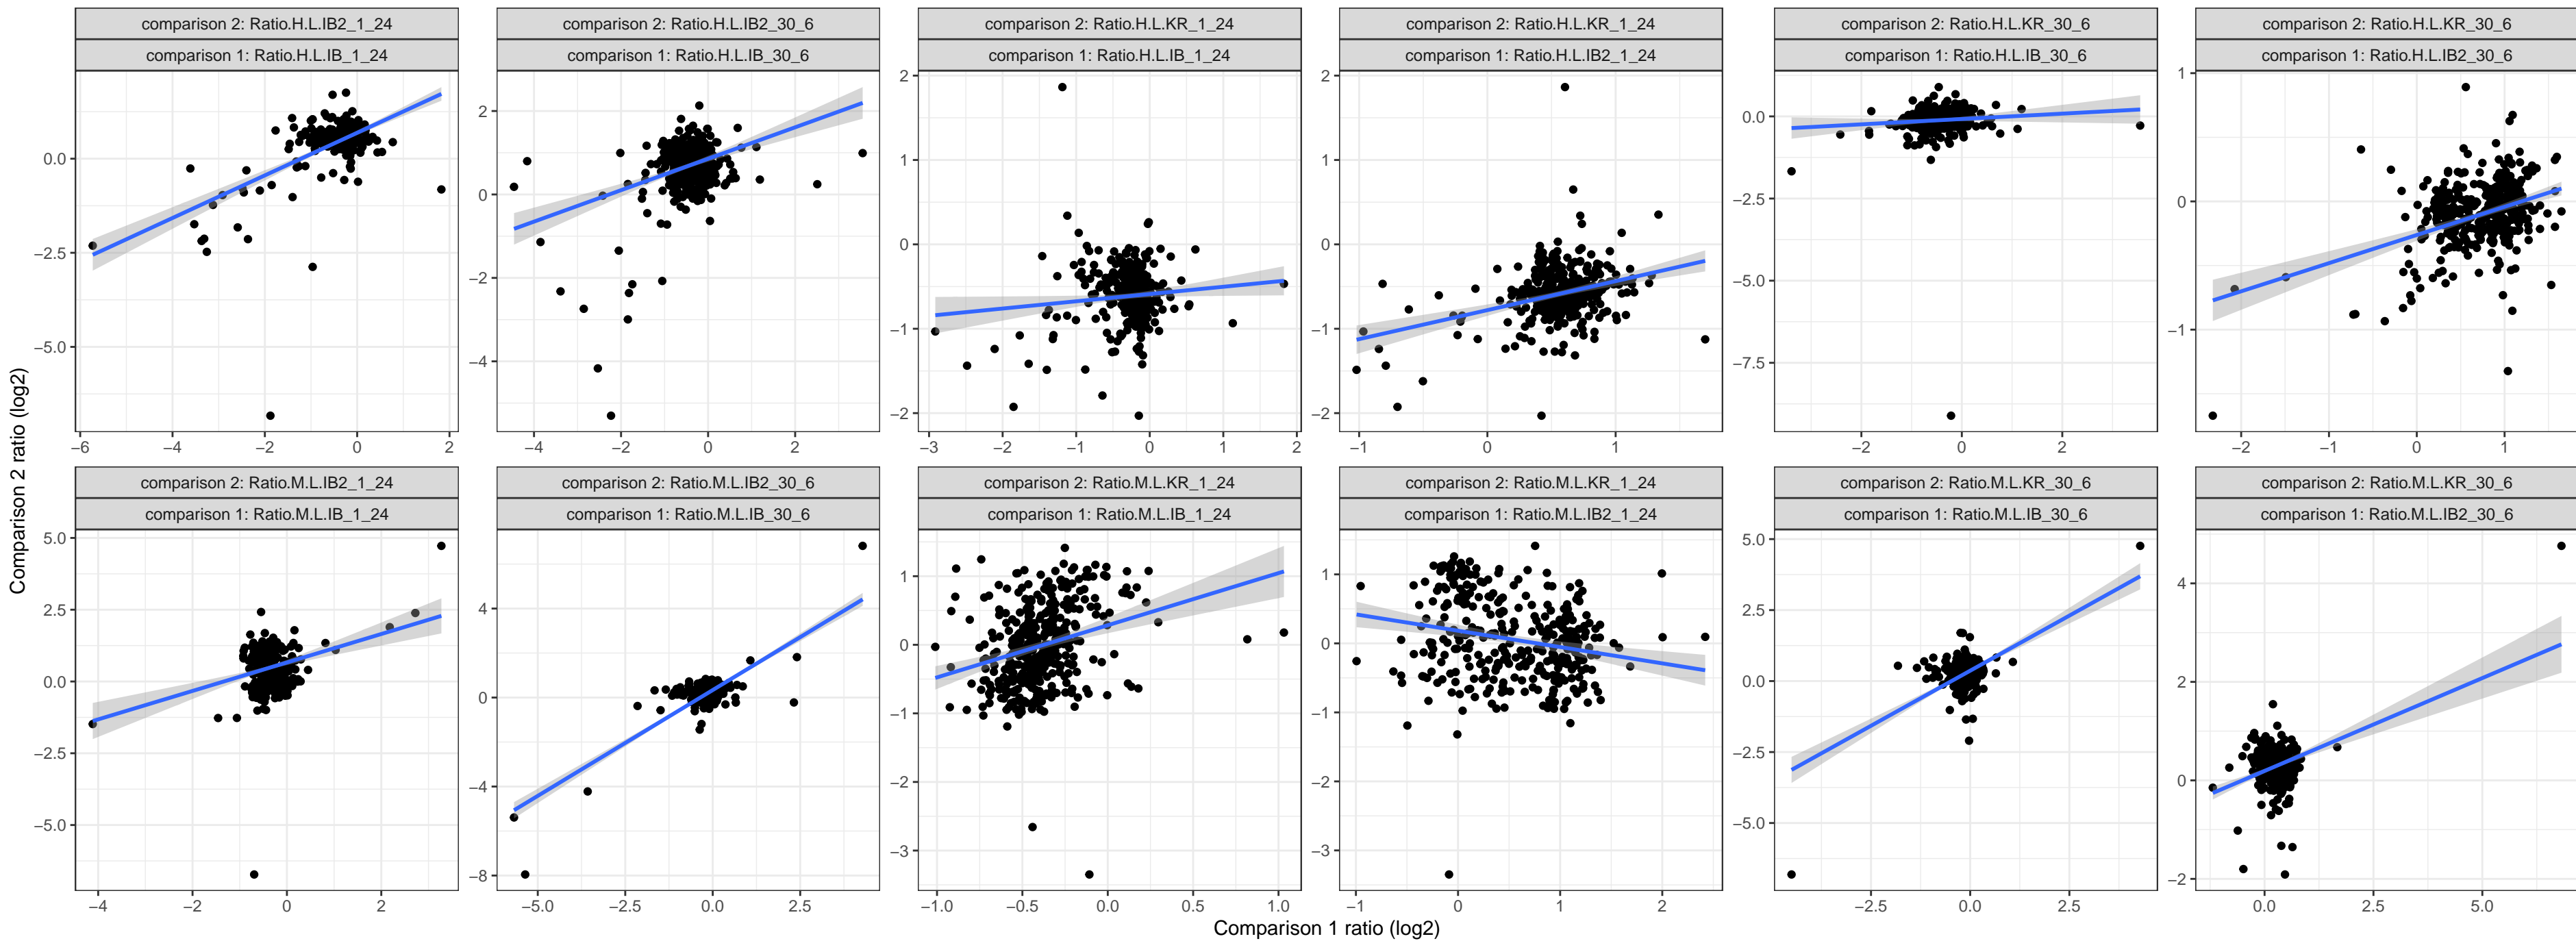 comparison 2: Ratio.H.L.IB2_1_24
comparison 1: Ratio.H.L.IB_1_24
comparison 2: Ratio.H.L.IB2_30_6
comparison 1: Ratio.H.L.IB_30_6
comparison 2: Ratio.H.L.KR_1_24
comparison 1: Ratio.H.L.IB_1_24
comparison 2: Ratio.H.L.KR_1_24
comparison 1: Ratio.H.L.IB2_1_24
comparison 2: Ratio.H.L.KR_30_6
comparison 1: Ratio.H.L.IB_30_6
comparison 2: Ratio.H.L.KR_30_6
comparison 1: Ratio.H.L.IB2_30_6
0.0
−2.5
−5.0
−6 −4 −2 0 2
2
0
−2
−4
−4 −2 0 2
2
1
0
−1
−2
−3 −2 −1 0 1 2
2
1
0
−1
−2
−1 0 1
0.0
−2.5
−5.0
−7.5
−2 0 2
1
0
−1
−2 −1 0 1
comparison 2: Ratio.M.L.IB2_1_24
comparison 1: Ratio.M.L.IB_1_24
comparison 2: Ratio.M.L.IB2_30_6
comparison 1: Ratio.M.L.IB_30_6
comparison 2: Ratio.M.L.KR_1_24
comparison 1: Ratio.M.L.IB_1_24
comparison 2: Ratio.M.L.KR_1_24
comparison 1: Ratio.M.L.IB2_1_24
comparison 2: Ratio.M.L.KR_30_6
comparison 1: Ratio.M.L.IB_30_6
comparison 2: Ratio.M.L.KR_30_6
comparison 1: Ratio.M.L.IB2_30_6
5.0
2.5
0.0
−2.5
−5.0
−4 −2 0 2
4
0
−4
−8
−5.0 −2.5 0.0 2.5
1
0
−1
−2
−3
−1.0 −0.5 0.0 0.5 1.0
1
0
−1
−2
−3
−1 0 1 2
5.0
2.5
0.0
−2.5
−5.0
−2.5 0.0 2.5
4
2
0
−2
0.0 2.5 5.0
Comparison 2 ratio (log2)
Comparison 1 ratio (log2)